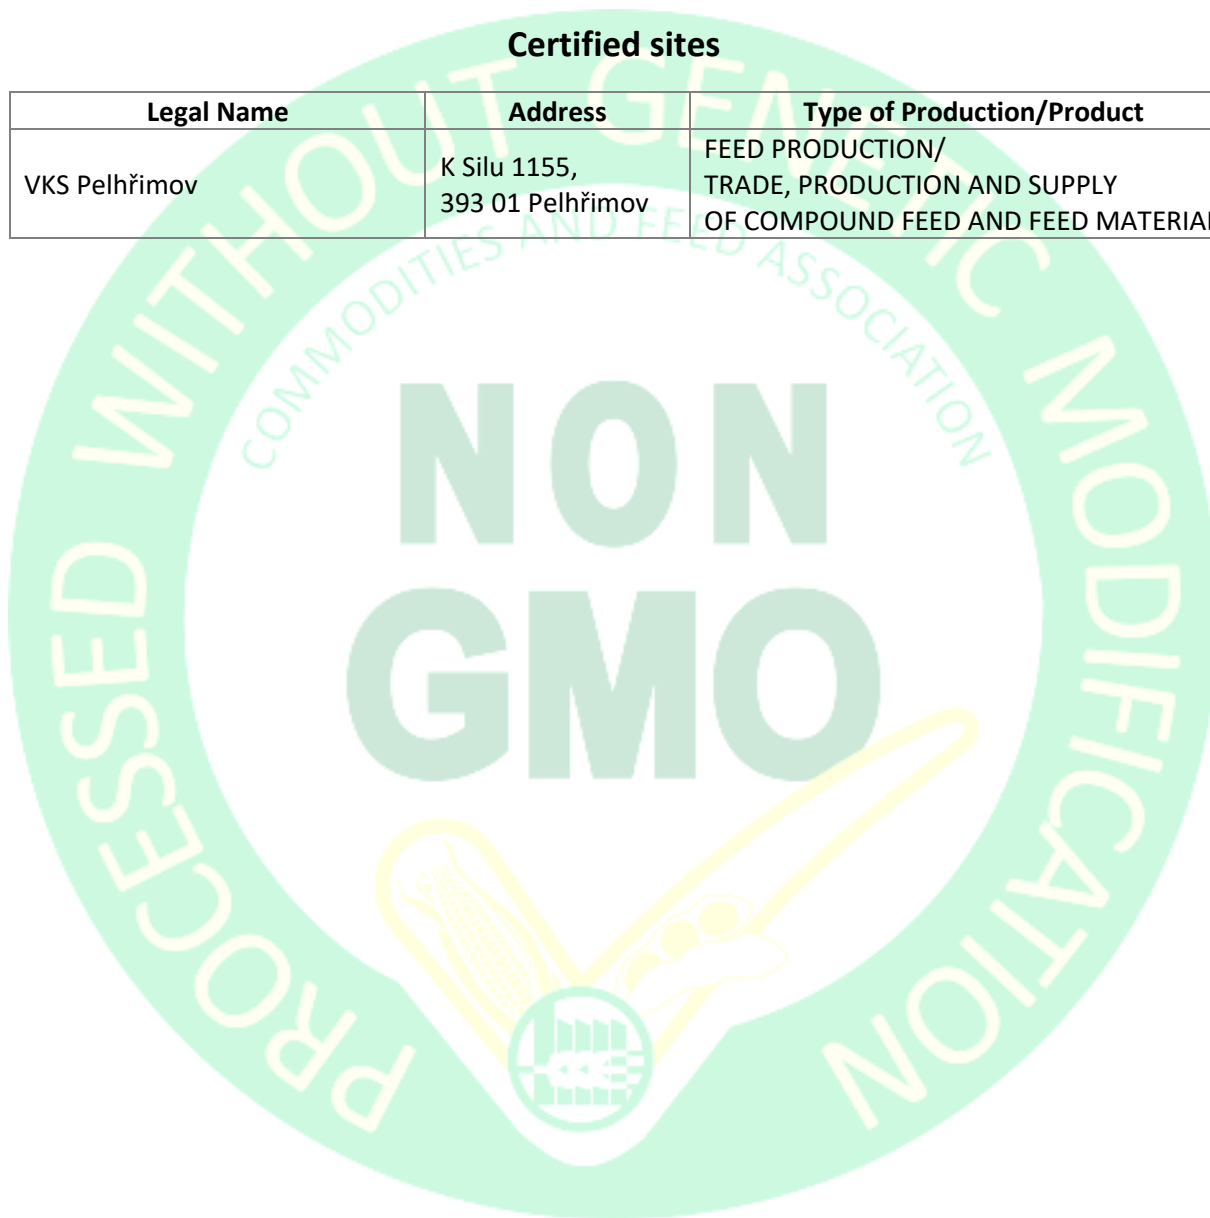 Certified sites
Legal Name Address Type of Production/Product
VKS Pelhřimov
K Silu 1155,
393 01 Pelhřimov
FEED PRODUCTION/
TRADE, PRODUCTION AND SUPPLY
OF COMPOUND FEED AND FEED MATERIAL
PROCESSED WITHOUT GENETIC MODIFICATION
COMMODITIES AND FEED ASSOCIATION
NON
GMO